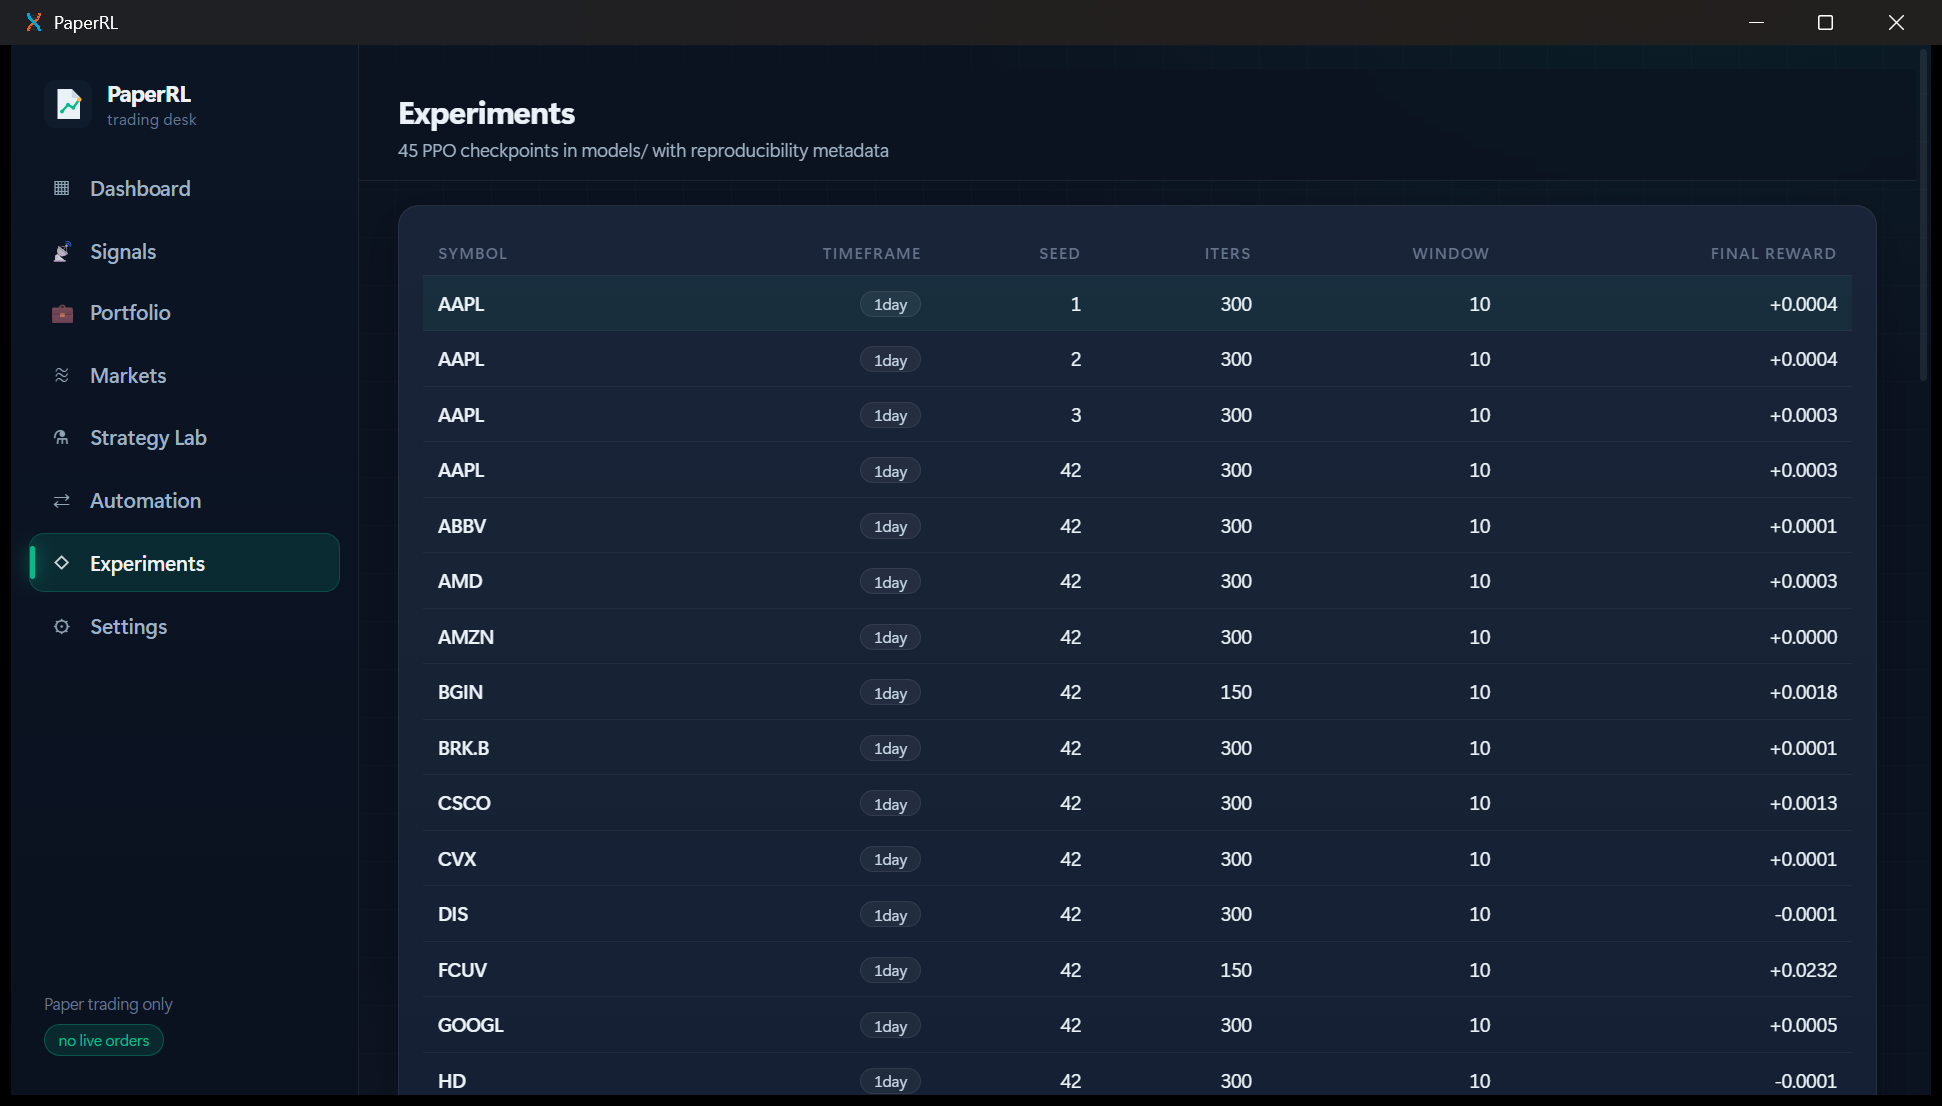 PaperRL
PaperRL
trading desk
Dashboard
Signals
Portfolio
Markets
Strategy Lab
Automation
Experiments
Settings
Paper trading only
no live orders
Experiments
45 PPO checkpoints in models/ with reproducibility metadata
SYMBOL TIMEFRAME SEED ITERS WINDOW FINAL REWARD
AAPL 1day 1 300 10 +0.0004
AAPL 1day 2 300 10 +0.0004
AAPL 1day 3 300 10 +0.0003
AAPL 1day 42 300 10 +0.0003
ABBV 1day 42 300 10 +0.0001
AMD 1day 42 300 10 +0.0003
AMZN 1day 42 300 10 +0.0000
BGIN 1day 42 150 10 +0.0018
BRK.B 1day 42 300 10 +0.0001
CSCO 1day 42 300 10 +0.0013
CVX 1day 42 300 10 +0.0001
DIS 1day 42 300 10 -0.0001
FCUV 1day 42 150 10 +0.0232
GOOGL 1day 42 300 10 +0.0005
HD 1day 42 300 10 -0.0001